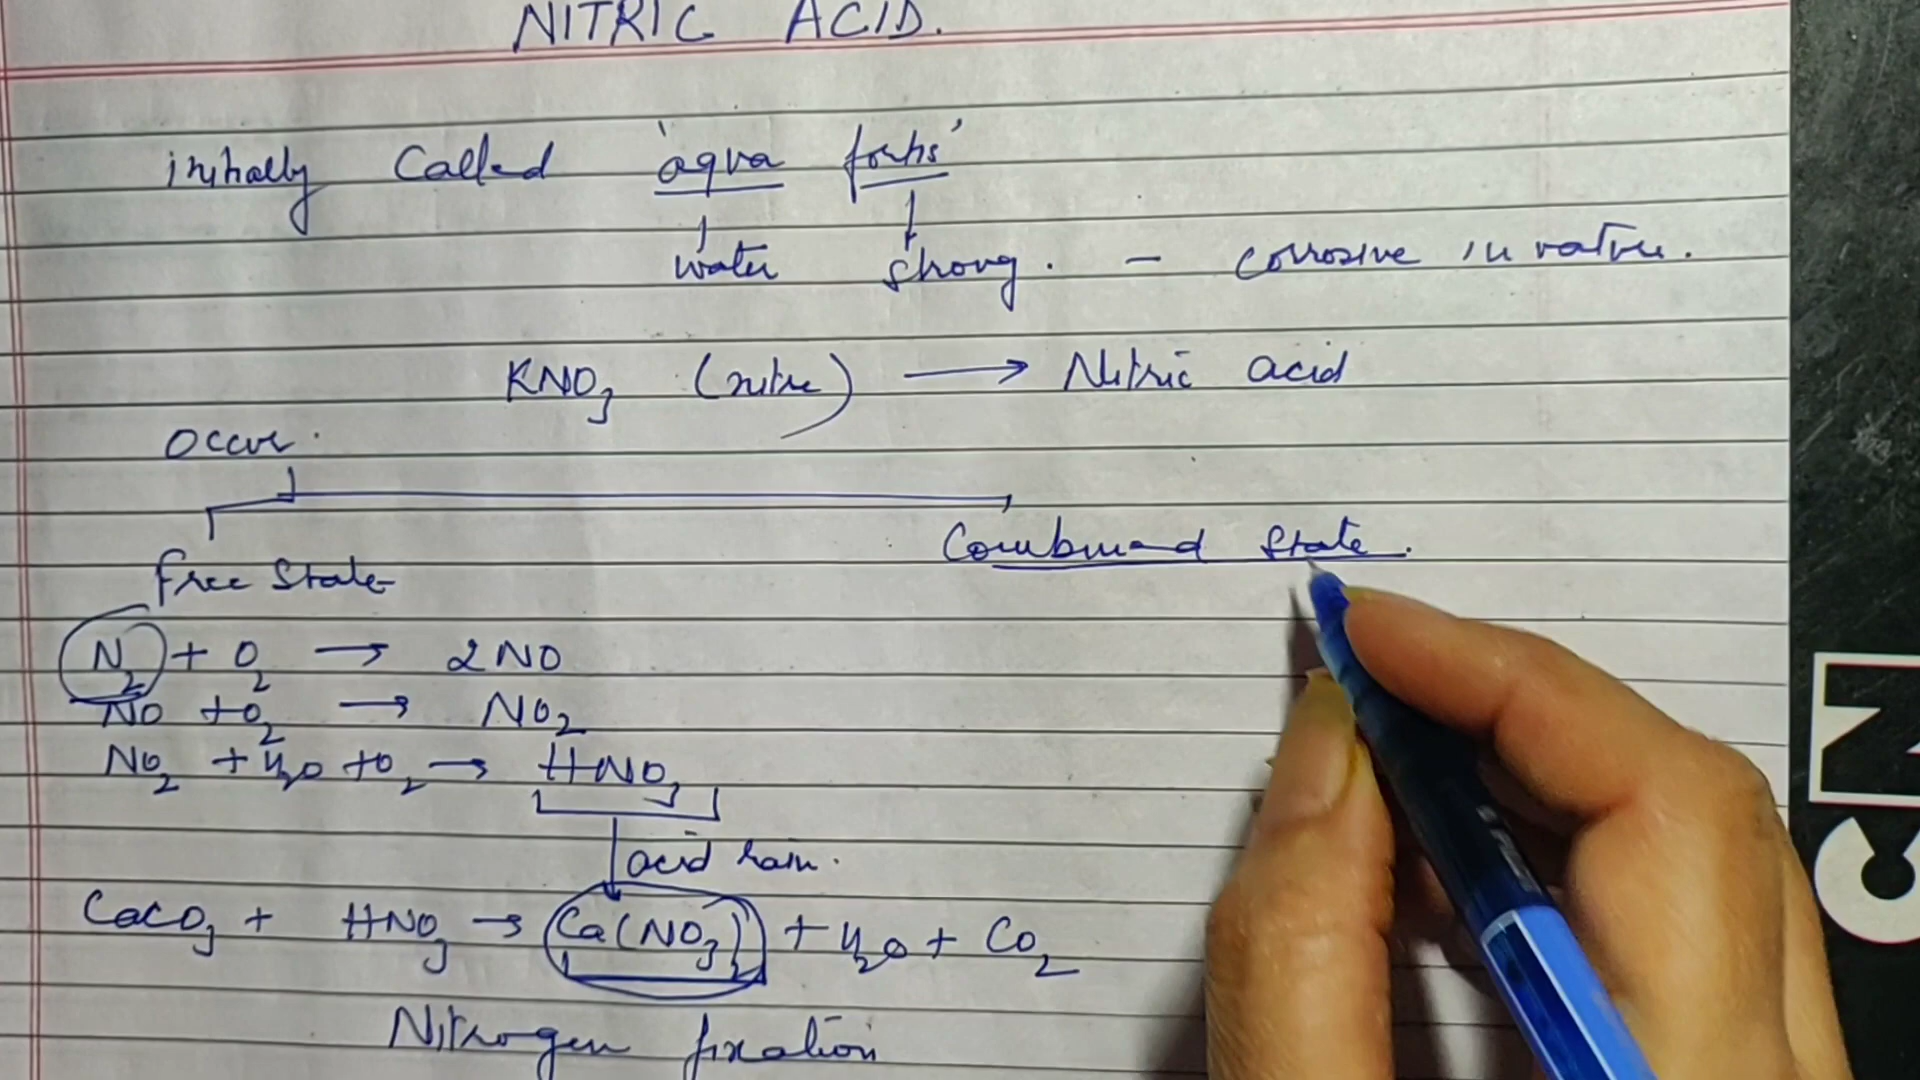 NITRIC ACID.
initially Called 'aqua fortis'
water strong. - corrosive in nature.
KNO3 (nitre) → Nitric acid
Occur.
Free State
Combined State.
N2 + O2 → 2NO
NO + O2 → NO2
NO2 + H2O + O2 → HNO3
acid rain.
CaCO3 + HNO3 → Ca(NO3)2 + H2O + CO2
Nitrogen fixation
CN